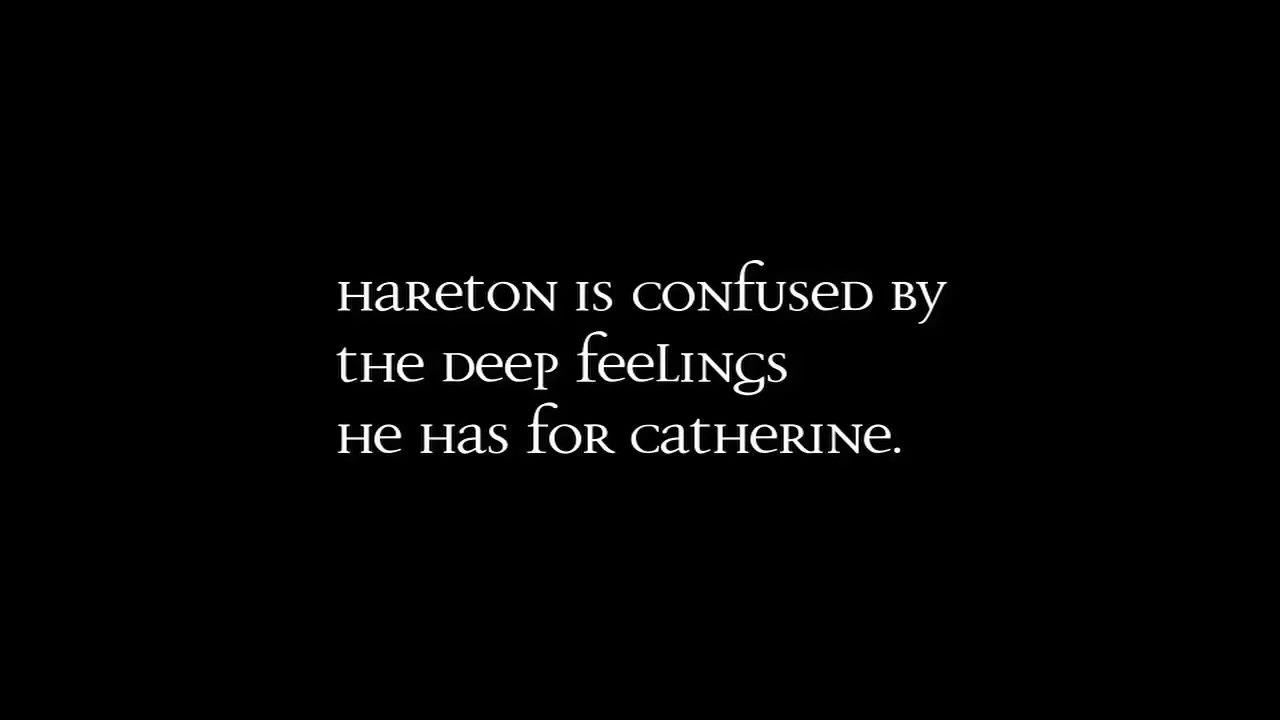 Hareton is confused by
the deep feelings
he has for Catherine.